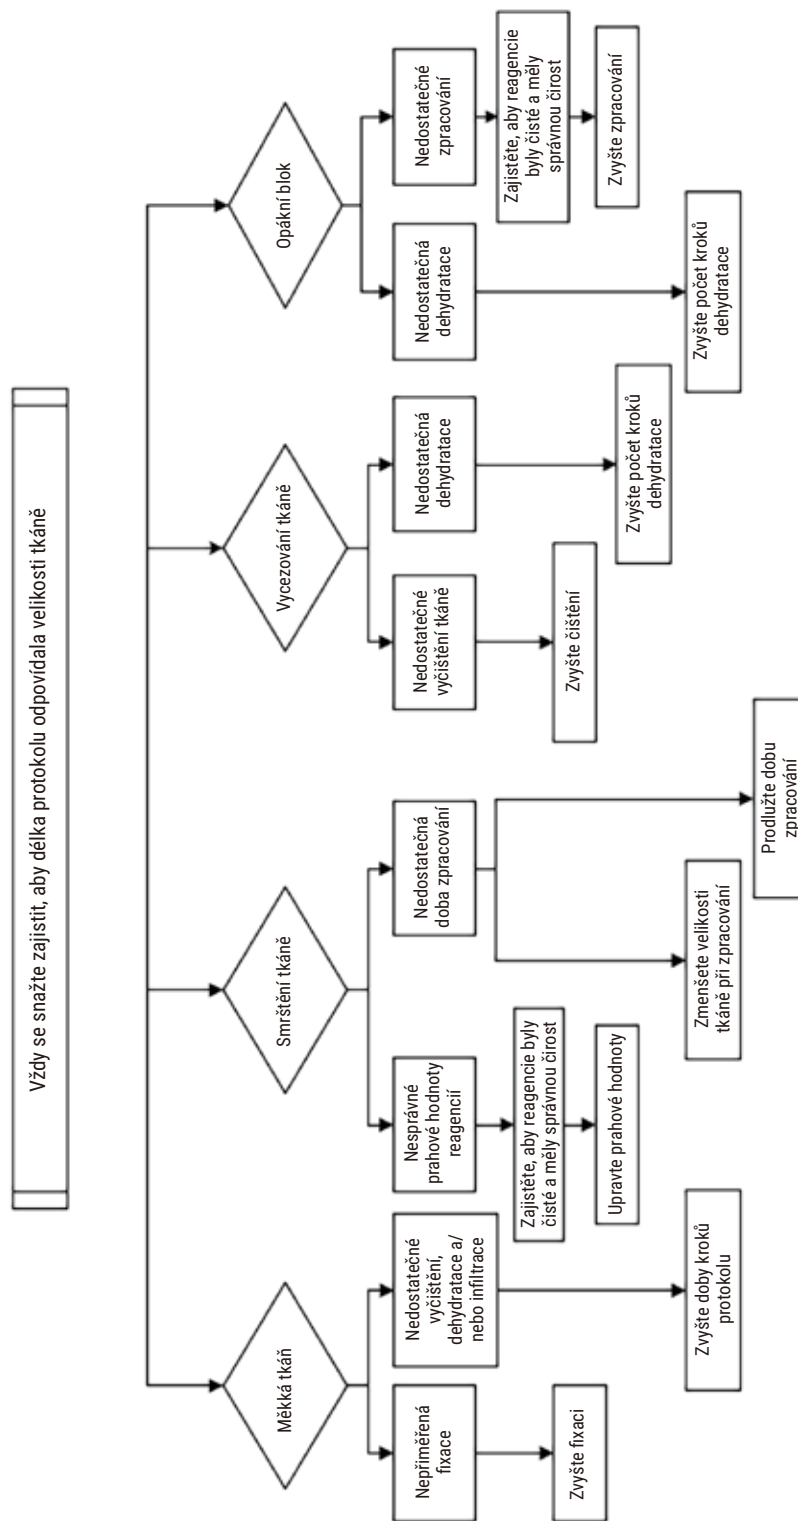 Vždy se snažte zajistit, aby délka protokolu odpovídala velikosti tkáně
Měkká tkáň
Nepřiměřená
fixace
Zvyšte fixaci
Nedostatečné
vyčištění,
dehydratace a/
nebo infiltrace
Zvyšte doby kroků
protokolu
Smrštění tkáně
Nesprávné
prahové hodnoty
reagencií
Zajistěte, aby reagencie byly
čisté a měly správnou čirost
Upravte prahové hodnoty
Nedostatečná
doba zpracování
Zmenšete velikosti
tkáně při zpracování
Prodlužte dobu
zpracování
Vycezování tkáně
Nedostatečné
vyčištění tkáně
Zvyšte čištění
Nedostatečná
dehydratace
Zvyšte počet kroků
dehydratace
Opákní blok
Nedostatečná
dehydratace
Zvyšte počet kroků
dehydratace
Nedostatečné
zpracování
Zajistěte, aby reagencie
byly čisté a měly
správnou čirost
Zvyšte zpracování